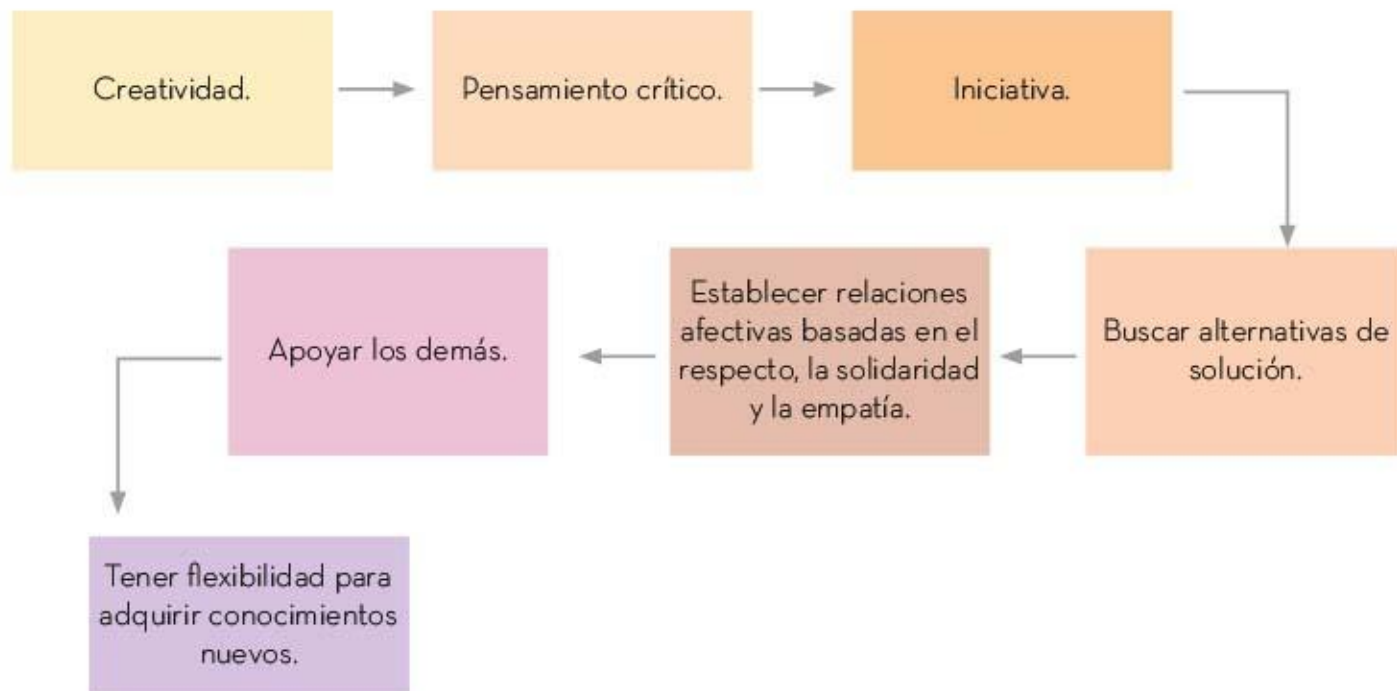 Creatividad.
Pensamiento crítico.
Iniciativa.
Buscar alternativas de
solución.
Establecer relaciones
afectivas basadas en el
respecto, la solidaridad
y la empatía.
Apoyar los demás.
Tener flexibilidad para
adquirir conocimientos
nuevos.